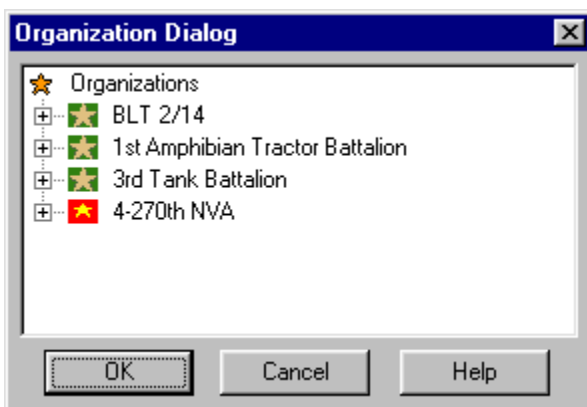 Organization Dialog
Organizations
BLT 2/14
1st Amphibian Tractor Battalion
3rd Tank Battalion
4-270th NVA
OK Cancel Help